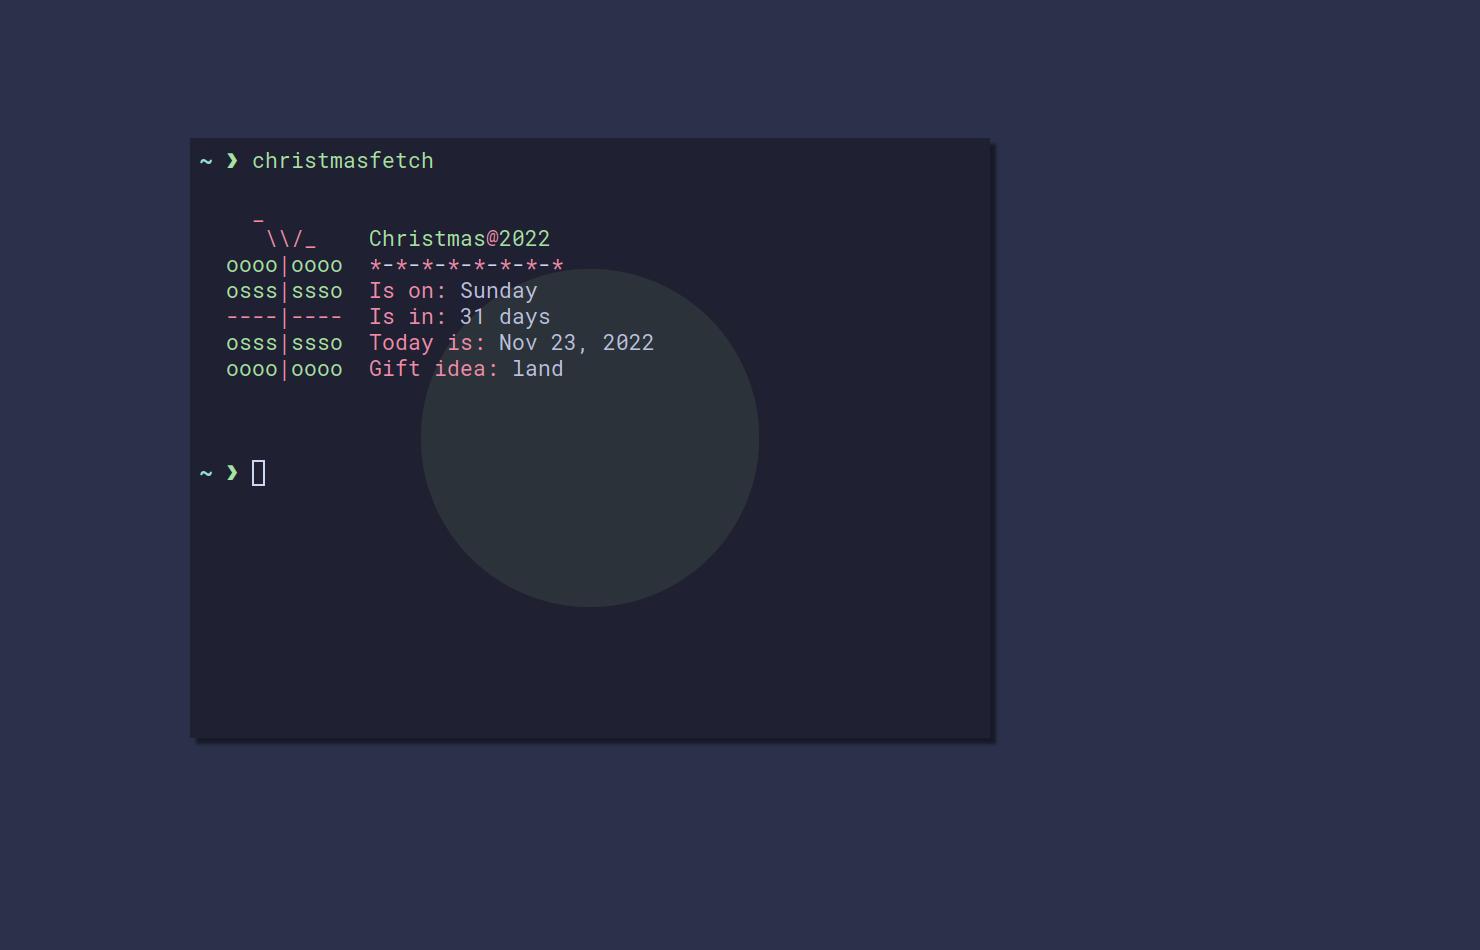 ~ ❯ christmasfetch
_
\\/_ Christmas@2022
oooo|oooo *-*-*-*-*-*-*-*
osss|ssso Is on: Sunday
----|---- Is in: 31 days
osss|ssso Today is: Nov 23, 2022
oooo|oooo Gift idea: land
~ ❯